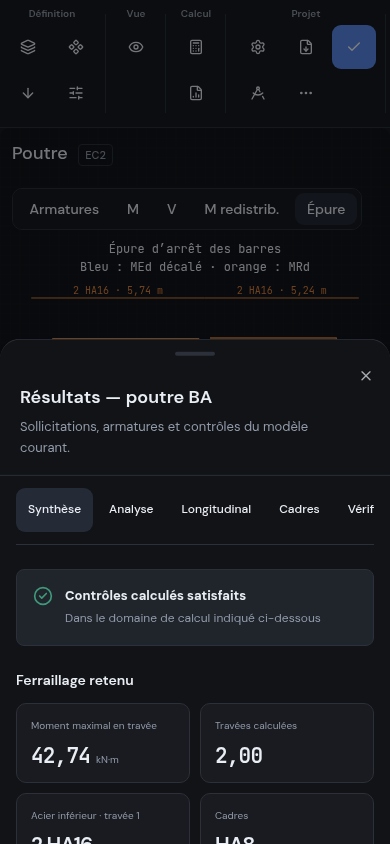 Définition Vue Calcul Projet
Poutre EC2
Armatures M V M redistrib. Épure
Épure d’arrêt des barres
Bleu : MEd décalé · orange : MRd
2 HA16 · 5,74 m 2 HA16 · 5,24 m
Résultats — poutre BA
Sollicitations, armatures et contrôles du modèle
courant.
Synthèse Analyse Longitudinal Cadres Vérif
Contrôles calculés satisfaits
Dans le domaine de calcul indiqué ci-dessous
Ferraillage retenu
Moment maximal en travée
42,74 kN·m
Travées calculées
2,00
Acier inférieur · travée 1
2 HA16
Cadres
HA8